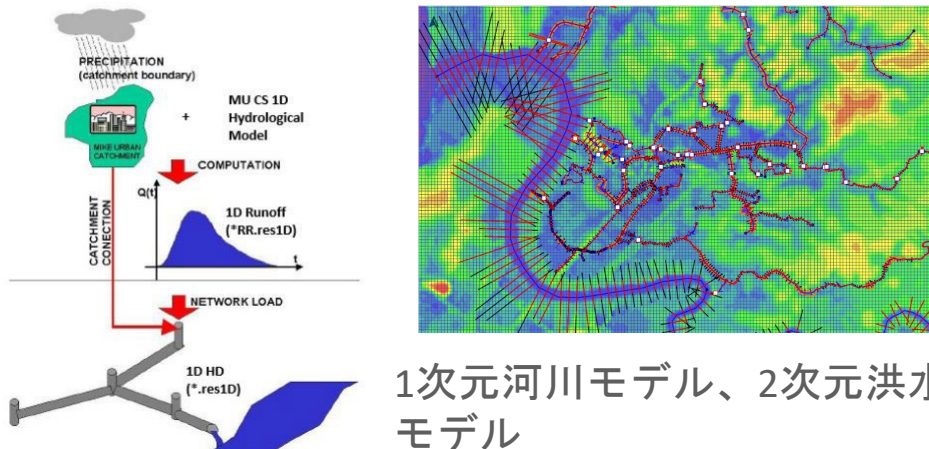 PRECIPITATION
(catchment boundary)
MIKE URBAN
CATCHMENT
+
MU CS 1D
Hydrological
Model
COMPUTATION
CATCHMENT
CONECTION
Q(t)
1D Runoff
(*RR.res1D)
t
NETWORK LOAD
1D HD
(*.res1D)
1次元河川モデル、2次元洪水
モデル